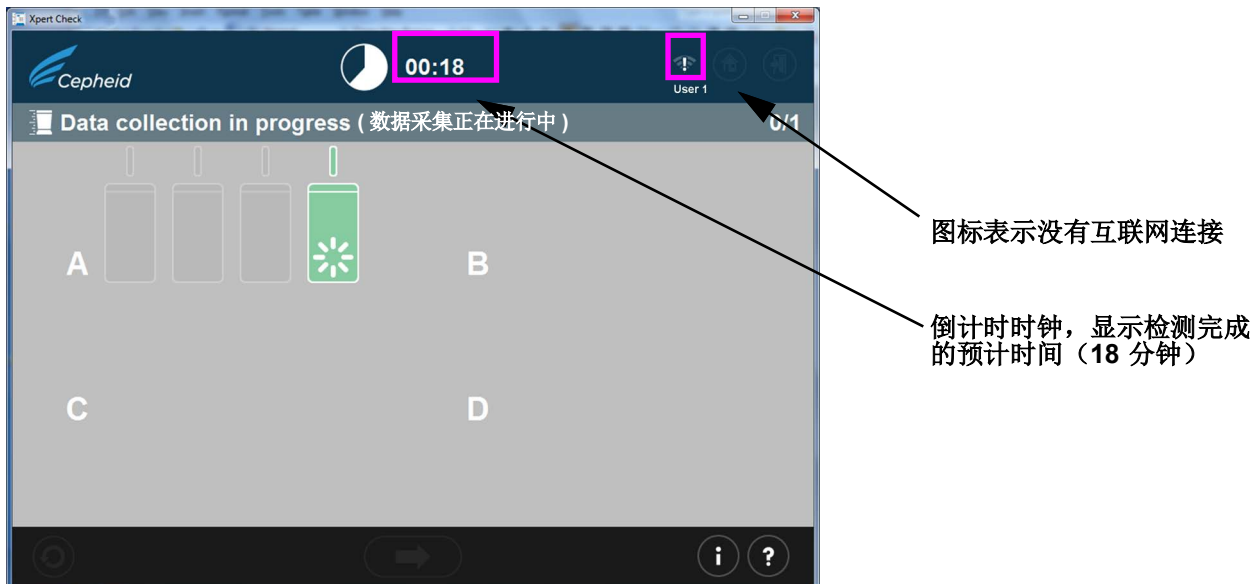 Xpert Check
Cepheid
00:18
User 1
Data collection in progress ( 数据采集正在进行中 )
0/1
A
B
C
D
i
?
图标表示没有互联网连接
倒计时时钟，显示检测完成
的预计时间（18 分钟）